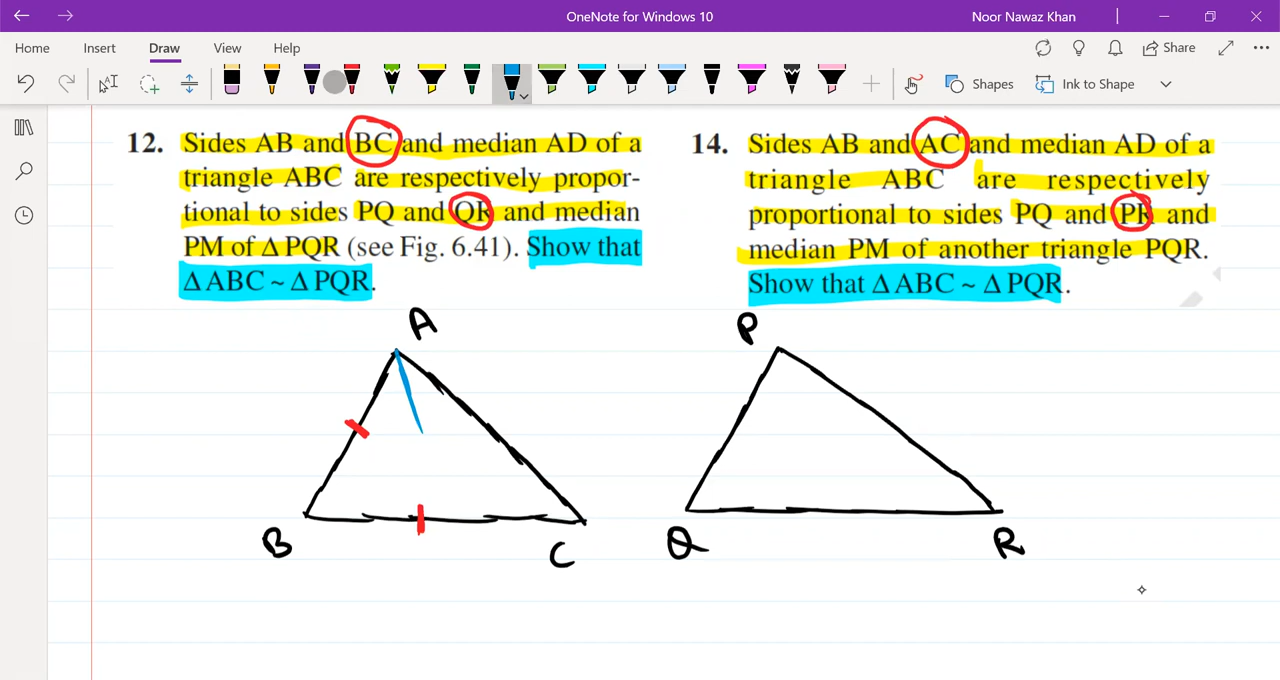 OneNote for Windows 10
Noor Nawaz Khan
Home Insert Draw View Help
Share
Shapes
Ink to Shape
12. Sides AB and BC and median AD of a
triangle ABC are respectively propor-
tional to sides PQ and QR and median
PM of Δ PQR (see Fig. 6.41). Show that
Δ ABC ~ Δ PQR.
14. Sides AB and AC and median AD of a
triangle ABC are respectively
proportional to sides PQ and PR and
median PM of another triangle PQR.
Show that Δ ABC ~ Δ PQR.
A
B
C
P
Q
R